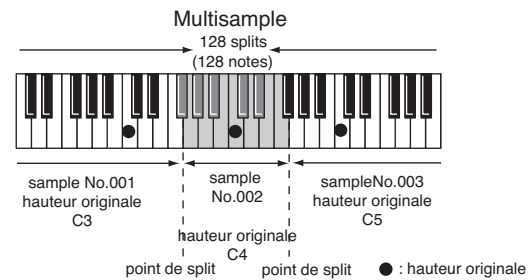 Multisample
128 splits
(128 notes)
sample No.001
hauteur originale
C3
sample
No.002
hauteur originale
C4
sampleNo.003
hauteur originale
C5
point de split
point de split
: hauteur originale